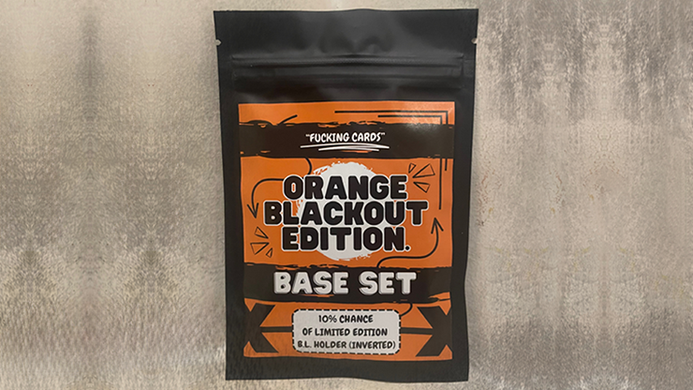 "FUCKING CARDS"
ORANGE
BLACKOUT
EDITION.
BASE SET
10% CHANCE
OF LIMITED EDITION
B.L. HOLDER (INVERTED)